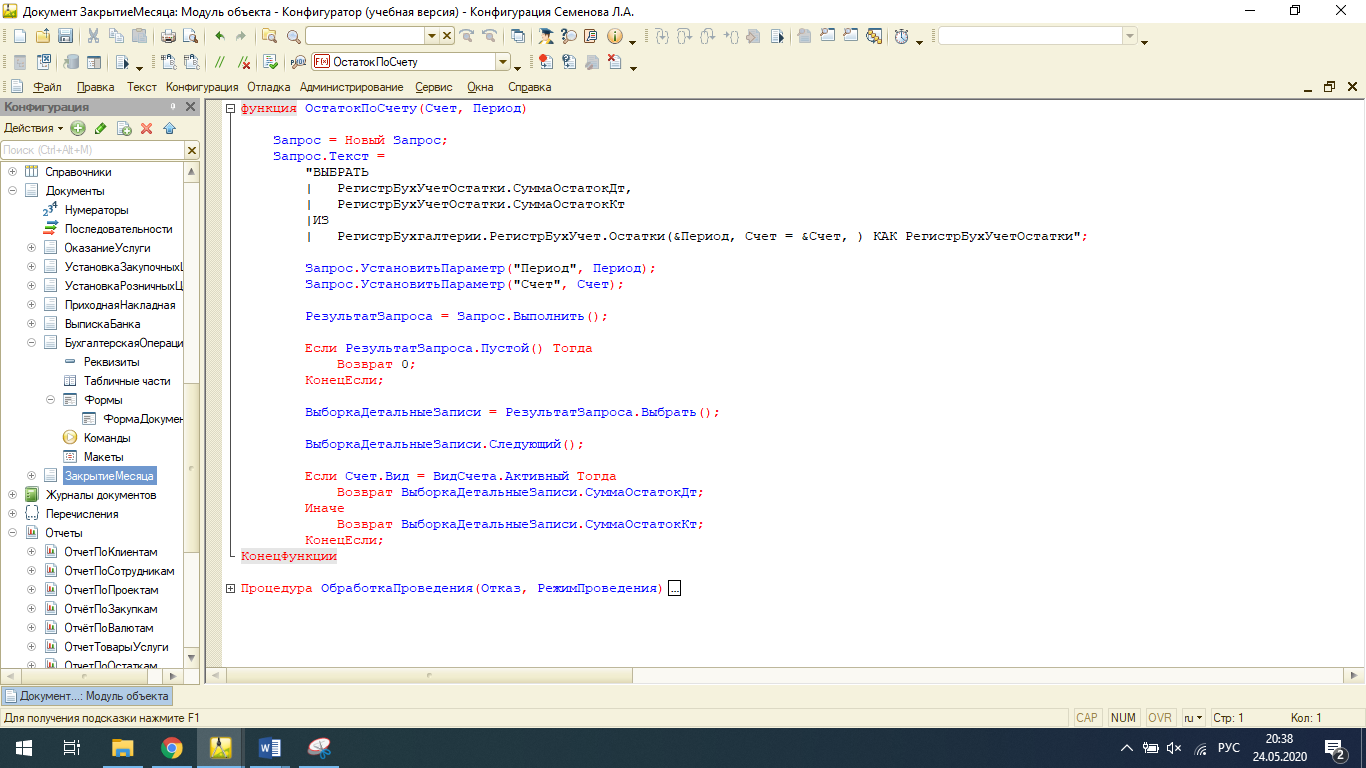 Документ ЗакрытиеМесяца: Модуль объекта - Конфигуратор (учебная версия) - Конфигурация Семенова Л.А.
ОстатокПоСчету
Файл Правка Текст Конфигурация Отладка Администрирование Сервис Окна Справка
Конфигурация
Действия
Поиск (Ctrl+Alt+M)
Справочники
Документы
Нумераторы
Последовательности
ОказаниеУслуги
УстановкаЗакупочныхЦ
УстановкаРозничныхЦ
ПриходнаяНакладная
ВыпискаБанка
БухгалтерскаяОпераци
Реквизиты
Табличные части
Формы
ФормаДокумен
Команды
Макеты
ЗакрытиеМесяца
Журналы документов
Перечисления
Отчеты
ОтчетПоКлиентам
ОтчетПоСотрудникам
ОтчетПоПроектам
ОтчётПоЗакупкам
ОтчётПоВалютам
ОтчетТоварыУслуги
ОтчетПоОстаткам
функция ОстатокПоСчету(Счет, Период)
Запрос = Новый Запрос;
Запрос.Текст =
"ВЫБРАТЬ
| РегистрБухУчетОстатки.СуммаОстатокДт,
| РегистрБухУчетОстатки.СуммаОстатокКт
|ИЗ
| РегистрБухгалтерии.РегистрБухУчет.Остатки(&Период, Счет = &Счет, ) КАК РегистрБухУчетОстатки";
Запрос.УстановитьПараметр("Период", Период);
Запрос.УстановитьПараметр("Счет", Счет);
РезультатЗапроса = Запрос.Выполнить();
Если РезультатЗапроса.Пустой() Тогда
Возврат 0;
КонецЕсли;
ВыборкаДетальныеЗаписи = РезультатЗапроса.Выбрать();
ВыборкаДетальныеЗаписи.Следующий();
Если Счет.Вид = ВидСчета.Активный Тогда
Возврат ВыборкаДетальныеЗаписи.СуммаОстатокДт;
Иначе
Возврат ВыборкаДетальныеЗаписи.СуммаОстатокКт;
КонецЕсли;
КонецФункции
Процедура ОбработкаПроведения(Отказ, РежимПроведения) ...
Документ...: Модуль объекта
Для получения подсказки нажмите F1
CAP NUM OVR ru Стр: 1 Кол: 1
РУС
20:38
24.05.2020
2